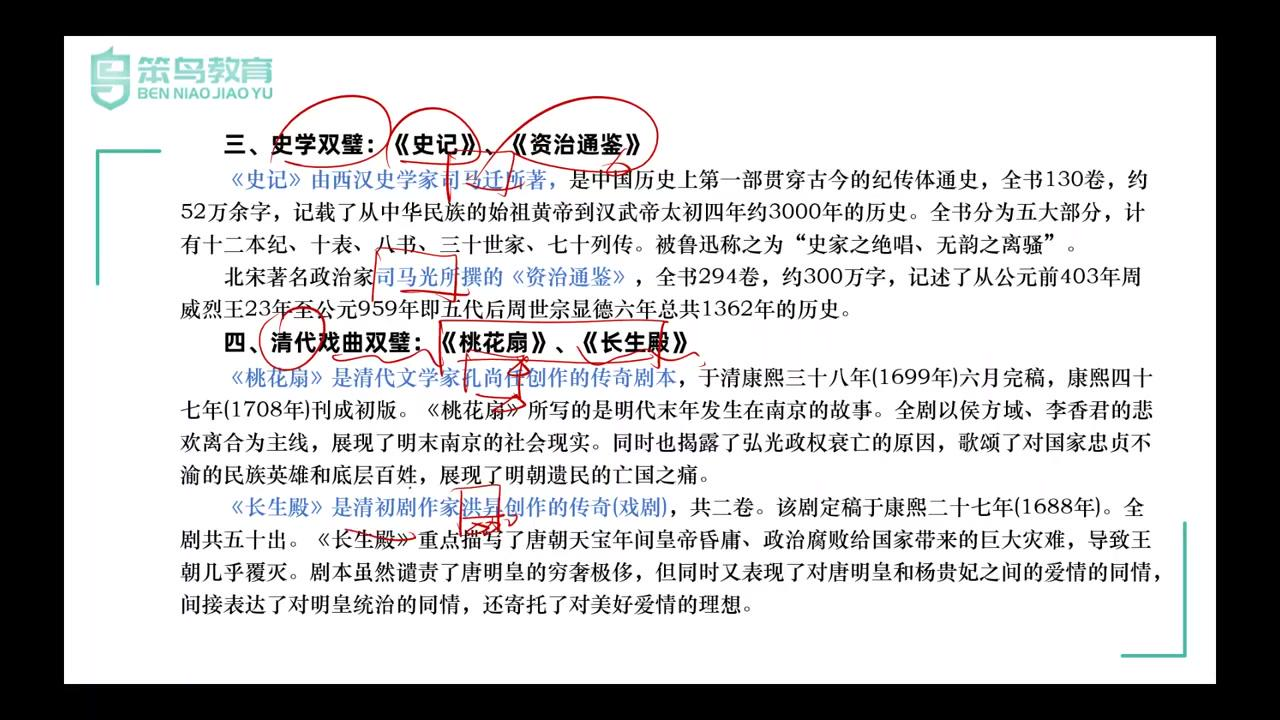 笨鸟教育
BEN NIAO JIAO YU
三、史学双璧：《史记》、《资治通鉴》
《史记》由西汉史学家司马迁所著，是中国历史上第一部贯穿古今的纪传体通史，全书130卷，约
52万余字，记载了从中华民族的始祖黄帝到汉武帝太初四年约3000年的历史。全书分为五大部分，计
有十二本纪、十表、八书、三十世家、七十列传。被鲁迅称之为“史家之绝唱、无韵之离骚”。
北宋著名政治家司马光所撰的《资治通鉴》，全书294卷，约300万字，记述了从公元前403年周
威烈王23年至公元959年即五代后周世宗显德六年总共1362年的历史。
四、清代戏曲双璧：《桃花扇》、《长生殿》
《桃花扇》是清代文学家孔尚任创作的传奇剧本，于清康熙三十八年(1699年)六月完稿，康熙四十
七年(1708年)刊成初版。《桃花扇》所写的是明代末年发生在南京的故事。全剧以侯方域、李香君的悲
欢离合为主线，展现了明末南京的社会现实。同时也揭露了弘光政权衰亡的原因，歌颂了对国家忠贞不
渝的民族英雄和底层百姓，展现了明朝遗民的亡国之痛。
《长生殿》是清初剧作家洪昇创作的传奇(戏剧)，共二卷。该剧定稿于康熙二十七年(1688年)。全
剧共五十出。《长生殿》重点描写了唐朝天宝年间皇帝昏庸、政治腐败给国家带来的巨大灾难，导致王
朝几乎覆灭。剧本虽然谴责了唐明皇的穷奢极侈，但同时又表现了对唐明皇和杨贵妃之间的爱情的同情，
间接表达了对明皇统治的同情，还寄托了对美好爱情的理想。